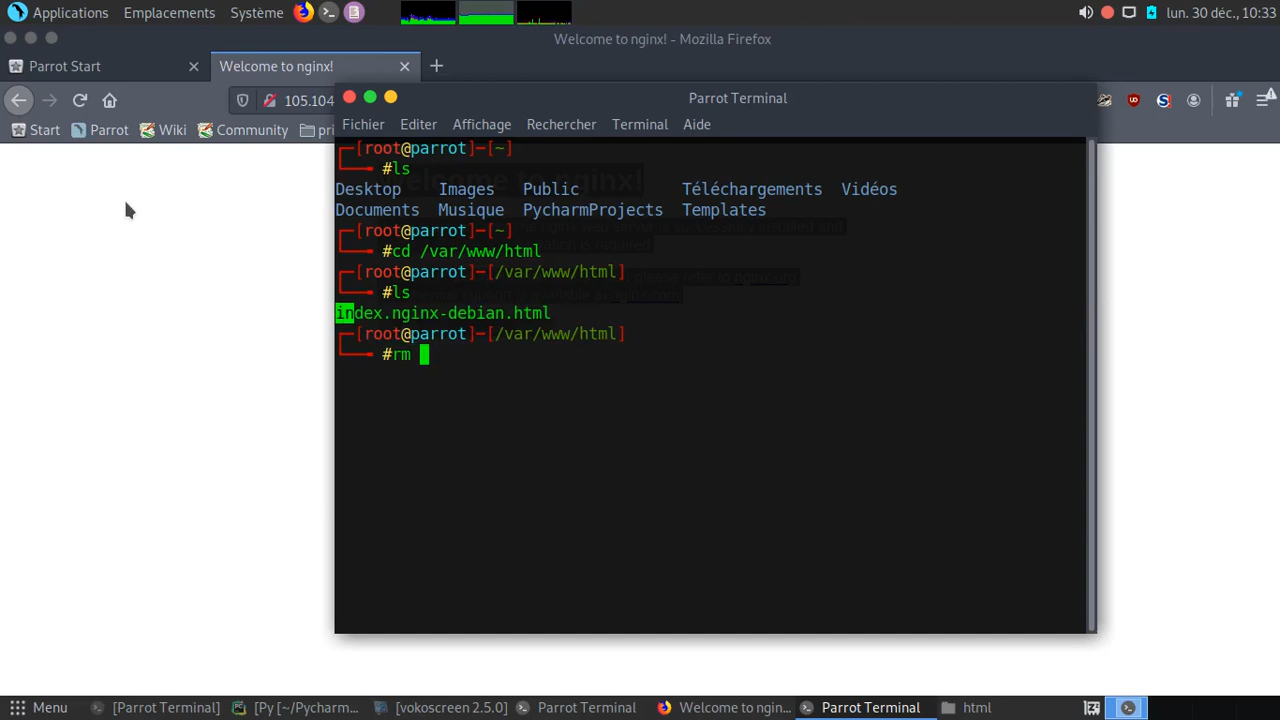 Applications Emplacements Système lun. 30 déc., 10:33
Welcome to nginx! - Mozilla Firefox
Parrot Start Welcome to nginx!
105.104
Start Parrot Wiki Community pri
Parrot Terminal
Fichier Editer Affichage Rechercher Terminal Aide
┌─[root@parrot]─[~]
└──╼ #ls
Desktop Images Public Téléchargements Vidéos
Documents Musique PycharmProjects Templates
┌─[root@parrot]─[~]
└──╼ #cd /var/www/html
┌─[root@parrot]─[/var/www/html]
└──╼ #ls
index.nginx-debian.html
┌─[root@parrot]─[/var/www/html]
└──╼ #rm
Menu [Parrot Terminal] [Py [~/Pycharm... [vokoscreen 2.5.0] Parrot Terminal Welcome to ngin... Parrot Terminal html